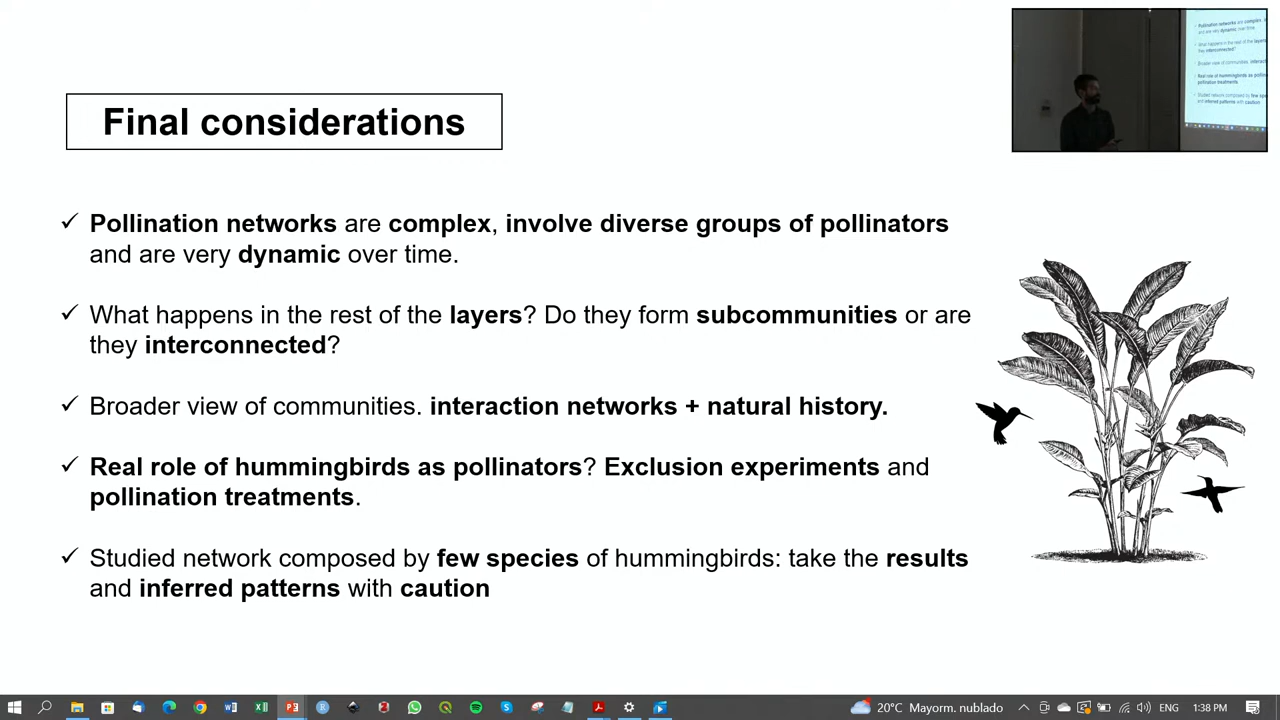 Final considerations
✓ Pollination networks are complex, involve diverse groups of pollinators
and are very dynamic over time.
✓ What happens in the rest of the layers? Do they form subcommunities or are
they interconnected?
✓ Broader view of communities. interaction networks + natural history.
✓ Real role of hummingbirds as pollinators? Exclusion experiments and
pollination treatments.
✓ Studied network composed by few species of hummingbirds: take the results
and inferred patterns with caution
20°C Mayorm. nublado
ENG
1:38 PM